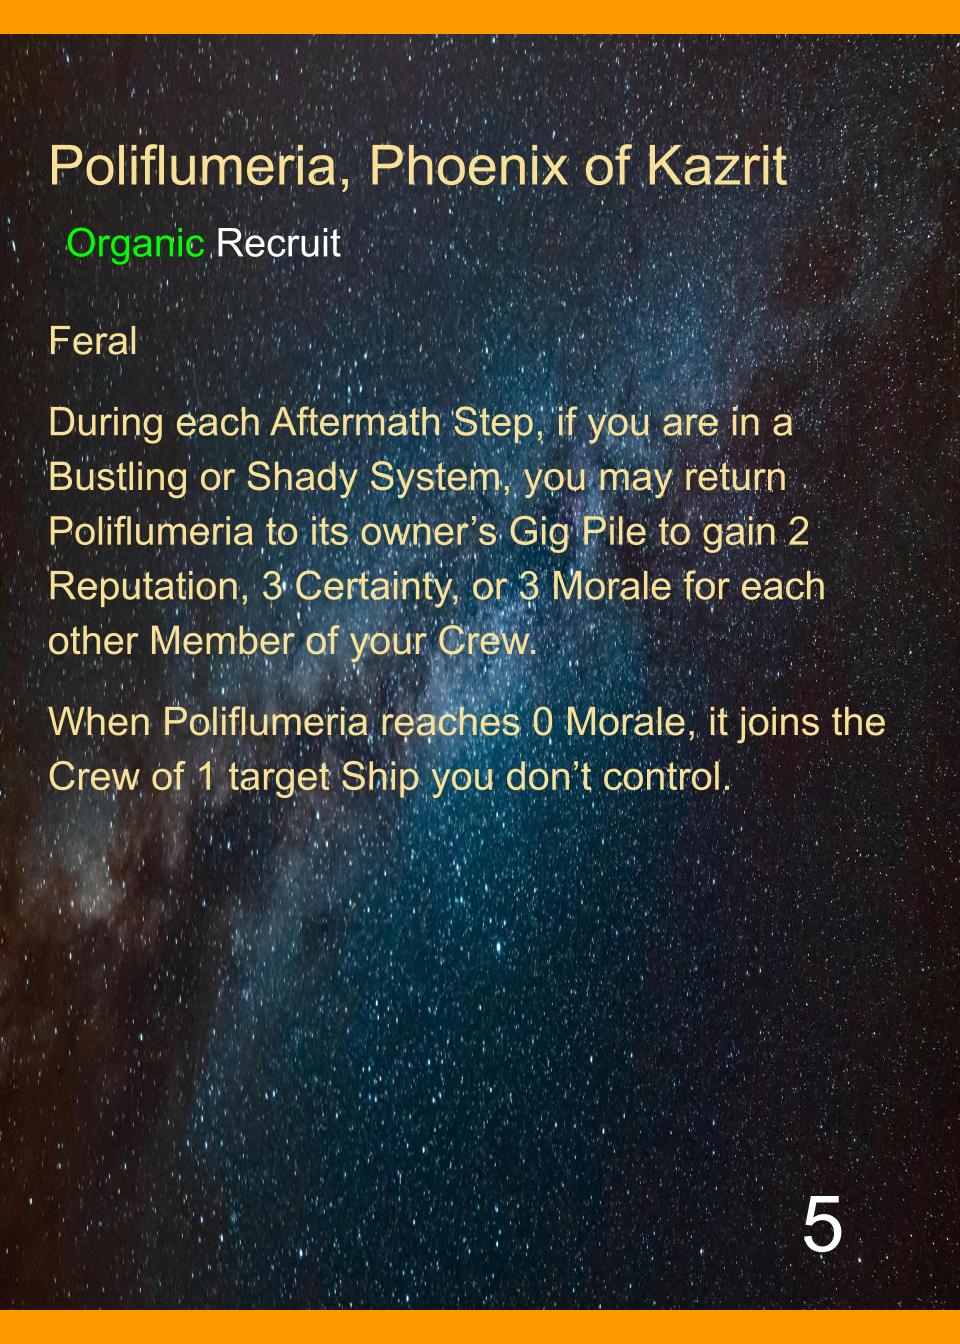 Poliflumeria, Phoenix of Kazrit
Organic Recruit
Feral
During each Aftermath Step, if you are in a
Bustling or Shady System, you may return
Poliflumeria to its owner’s Gig Pile to gain 2
Reputation, 3 Certainty, or 3 Morale for each
other Member of your Crew.
When Poliflumeria reaches 0 Morale, it joins the
Crew of 1 target Ship you don’t control.
5